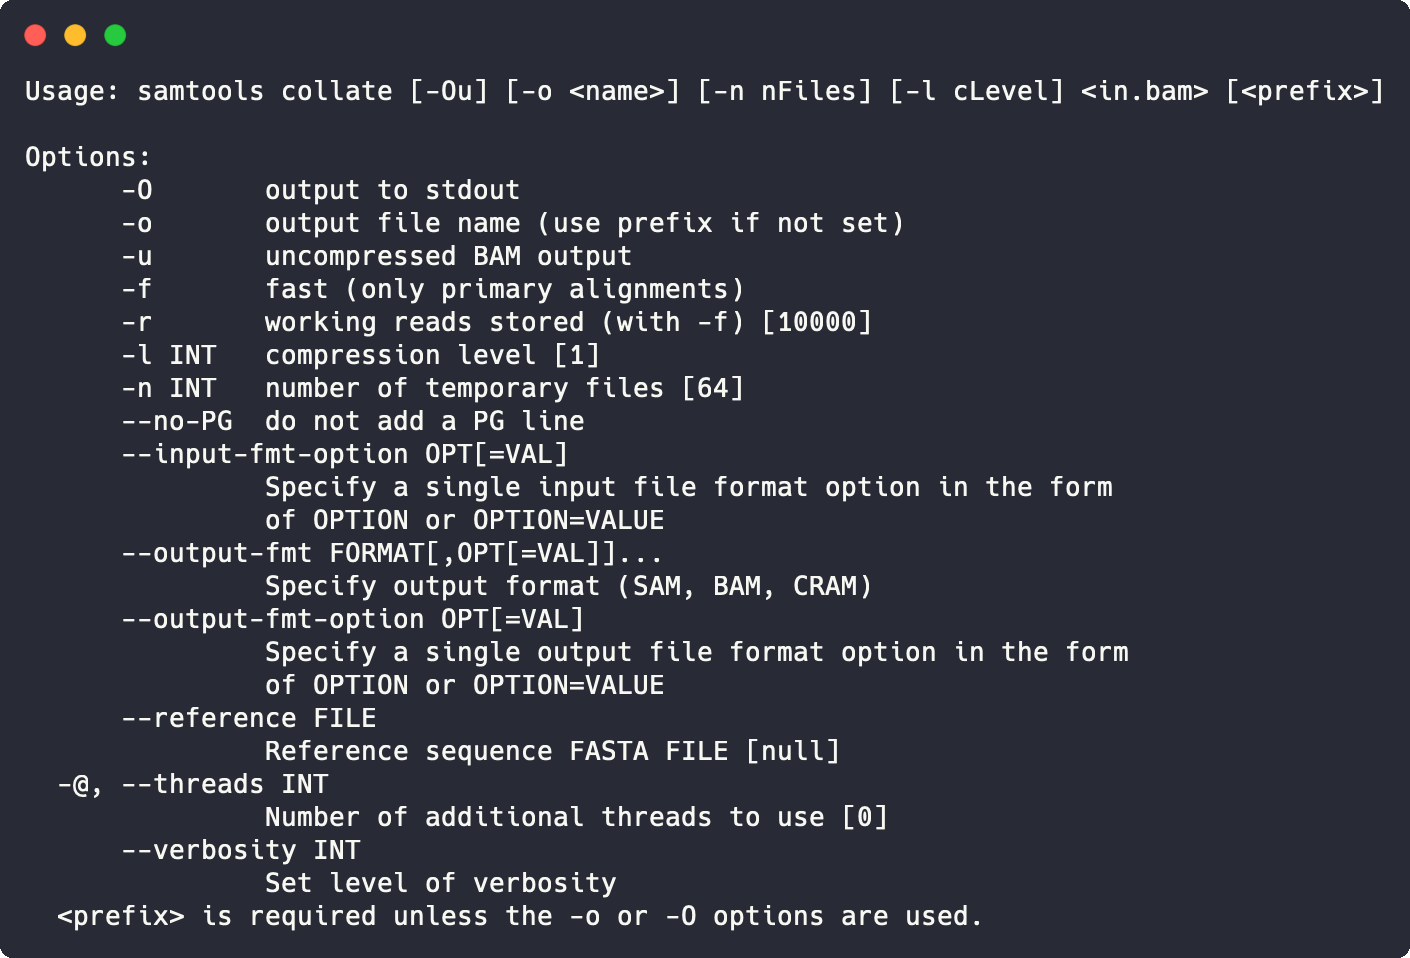 Usage: samtools collate [-Ou] [-o <name>] [-n nFiles] [-l cLevel] <in.bam> [<prefix>]

Options:
      -O       output to stdout
      -o       output file name (use prefix if not set)
      -u       uncompressed BAM output
      -f       fast (only primary alignments)
      -r       working reads stored (with -f) [10000]
      -l INT   compression level [1]
      -n INT   number of temporary files [64]
      --no-PG  do not add a PG line
      --input-fmt-option OPT[=VAL]
               Specify a single input file format option in the form
               of OPTION or OPTION=VALUE
      --output-fmt FORMAT[,OPT[=VAL]]...
               Specify output format (SAM, BAM, CRAM)
      --output-fmt-option OPT[=VAL]
               Specify a single output file format option in the form
               of OPTION or OPTION=VALUE
      --reference FILE
               Reference sequence FASTA FILE [null]
  -@, --threads INT
               Number of additional threads to use [0]
      --verbosity INT
               Set level of verbosity
  <prefix> is required unless the -o or -O options are used.